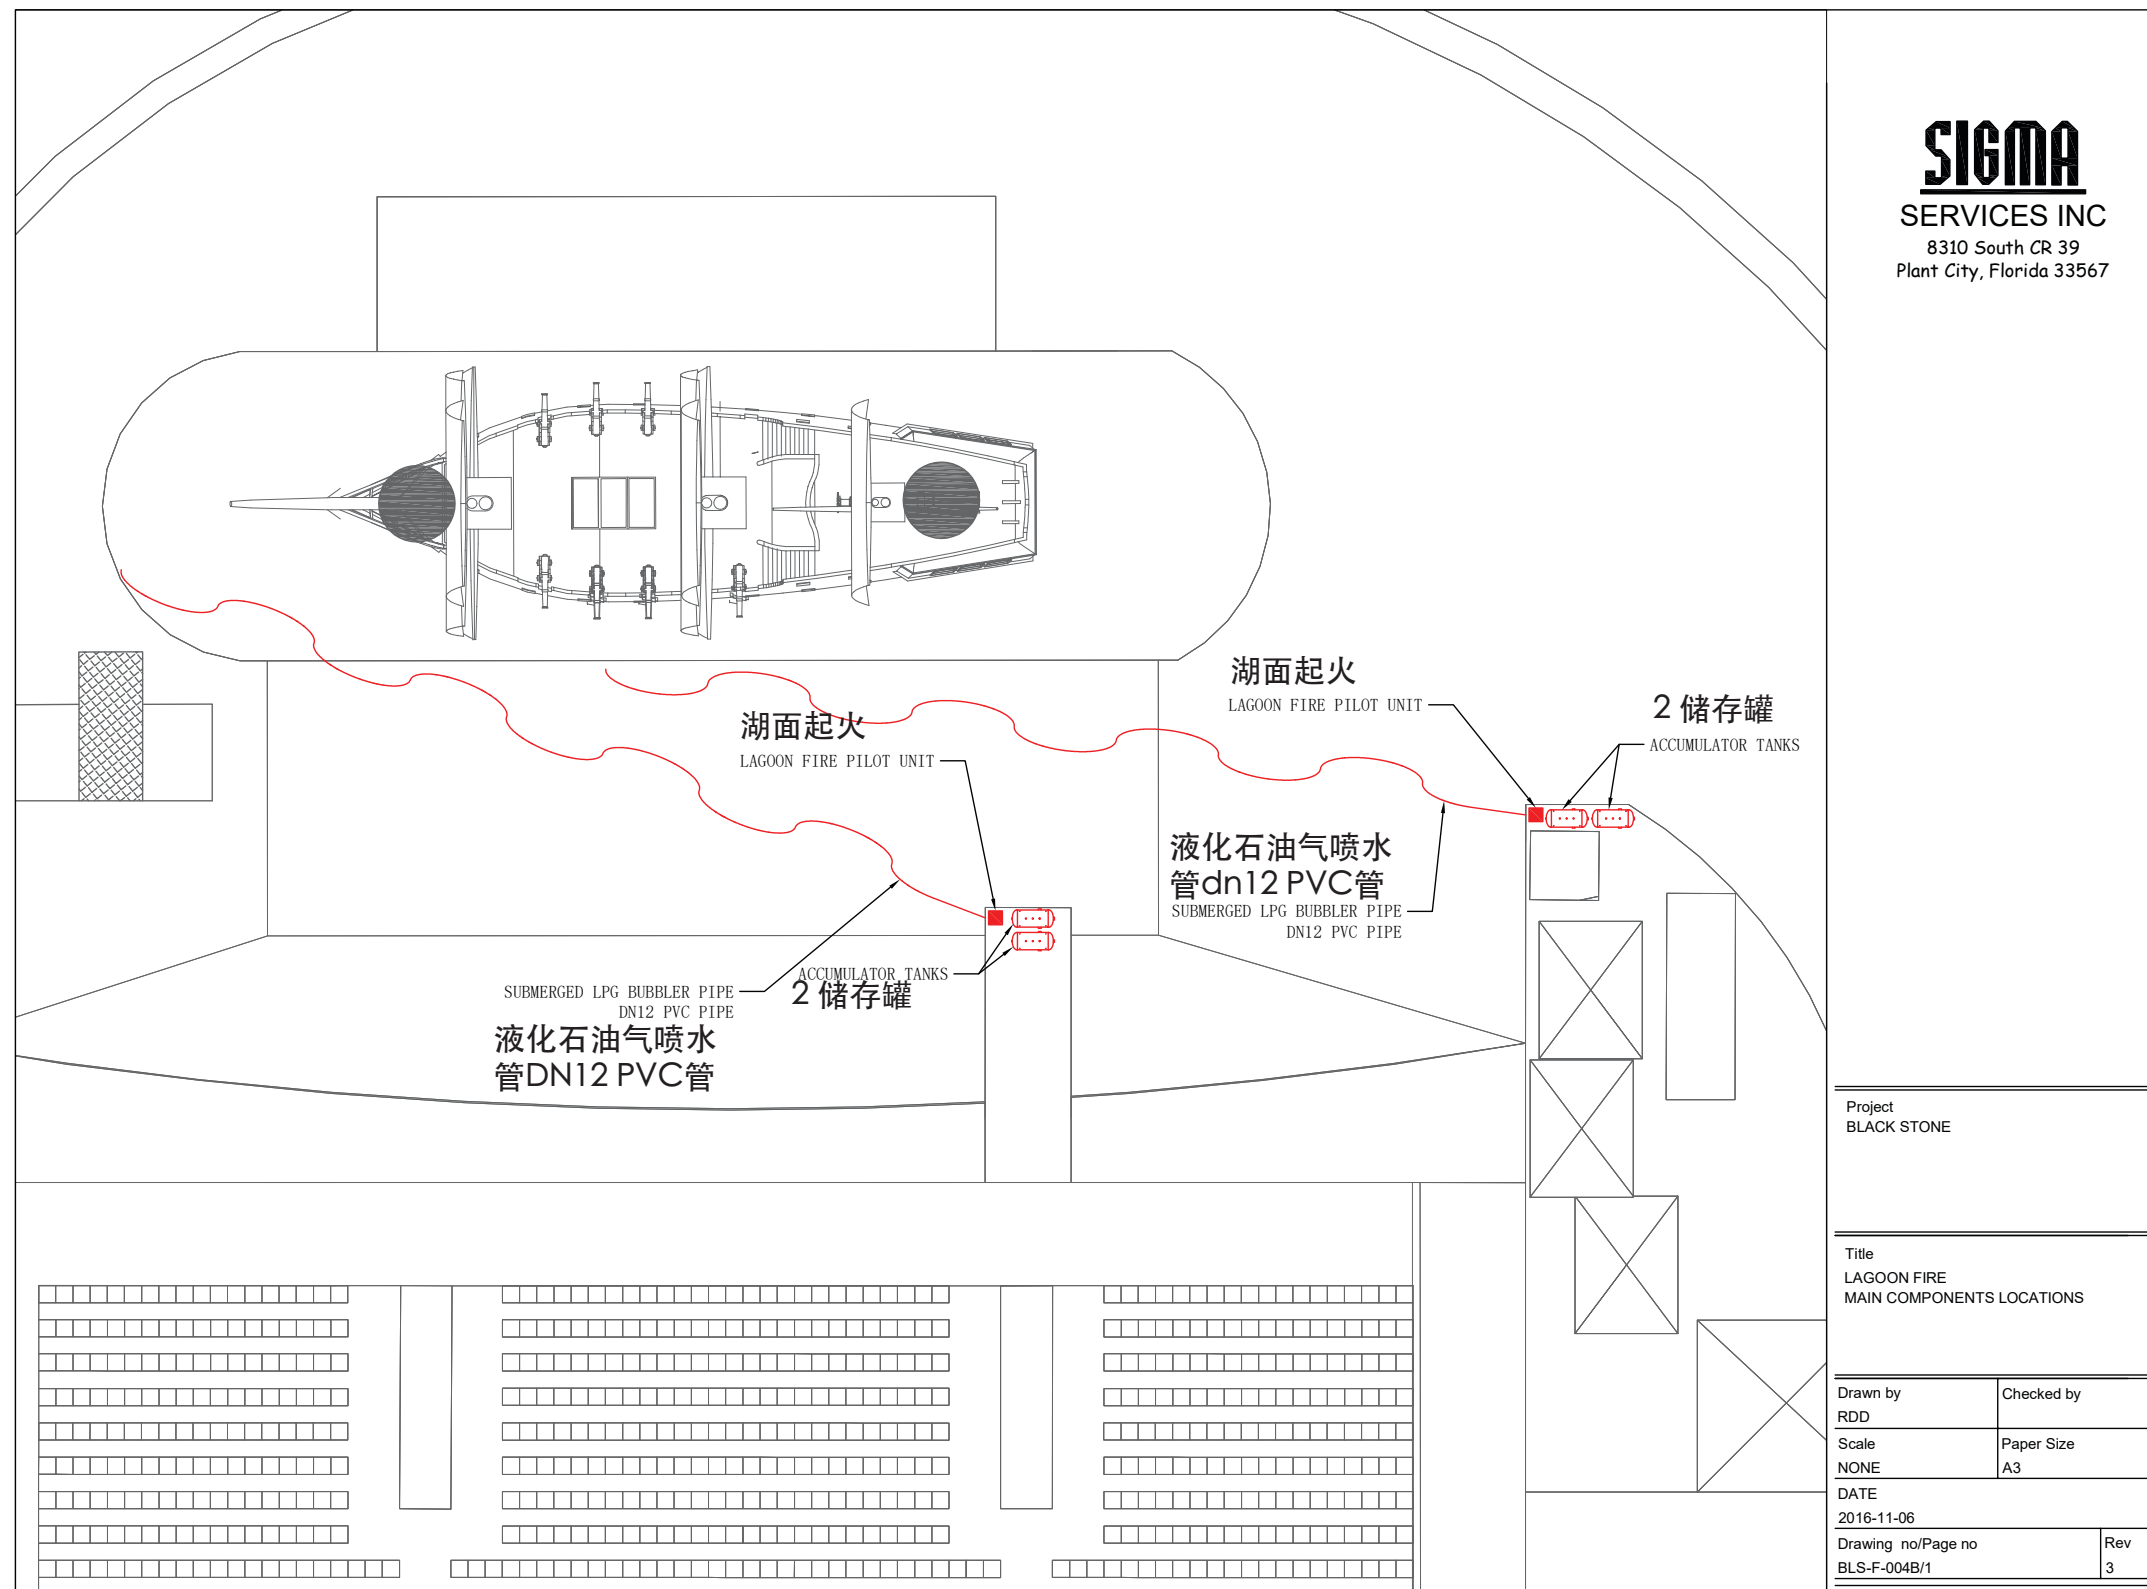 SIGMA
SERVICES INC
8310 South CR 39
Plant City, Florida 33567
湖面起火
LAGOON FIRE PILOT UNIT
2 储存罐
ACCUMULATOR TANKS
湖面起火
LAGOON FIRE PILOT UNIT
液化石油气喷水
管dn12 PVC管
SUBMERGED LPG BUBBLER PIPE
DN12 PVC PIPE
ACCUMULATOR TANKS
2 储存罐
SUBMERGED LPG BUBBLER PIPE
DN12 PVC PIPE
液化石油气喷水
管DN12 PVC管
Project
BLACK STONE
Title
LAGOON FIRE
MAIN COMPONENTS LOCATIONS
Drawn by
RDD
Checked by
Scale
NONE
Paper Size
A3
DATE
2016-11-06
Drawing no/Page no
BLS-F-004B/1
Rev
3